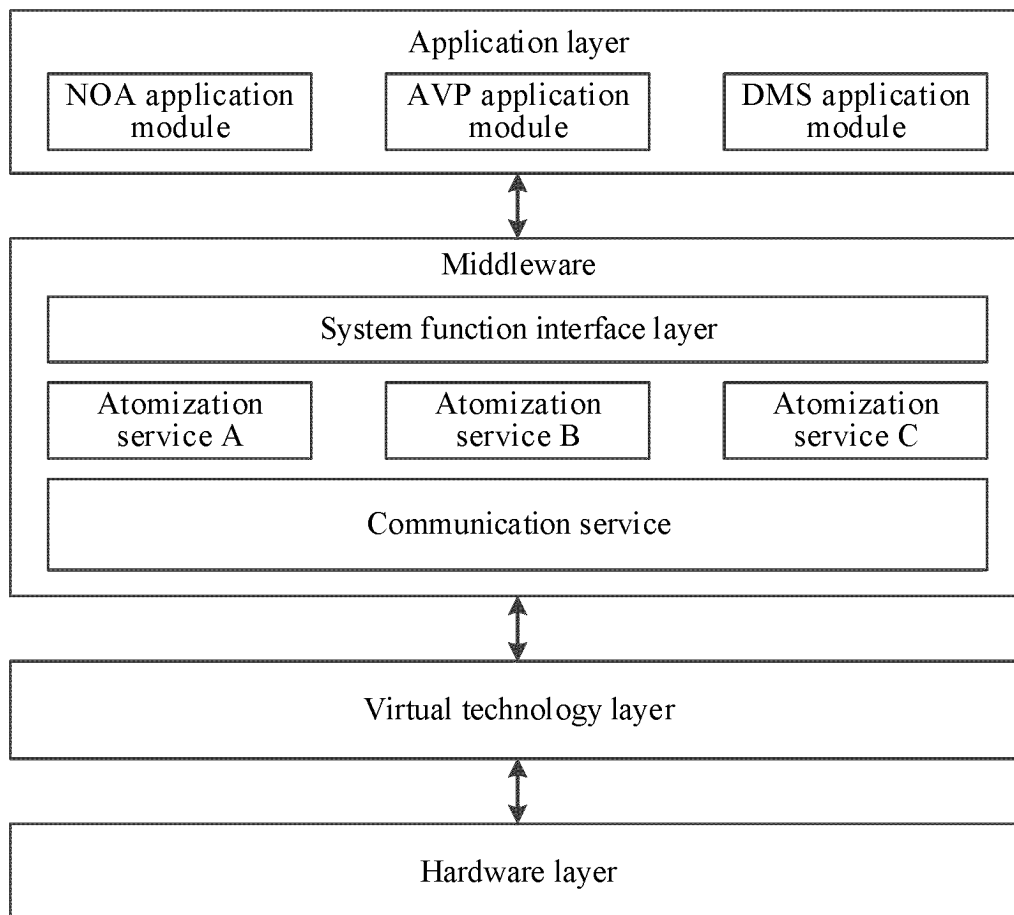 Application layer
NOA application
module
AVP application
module
DMS application
module
Middleware
System function interface layer
Atomization
service A
Atomization
service B
Atomization
service C
Communication service
Virtual technology layer
Hardware layer